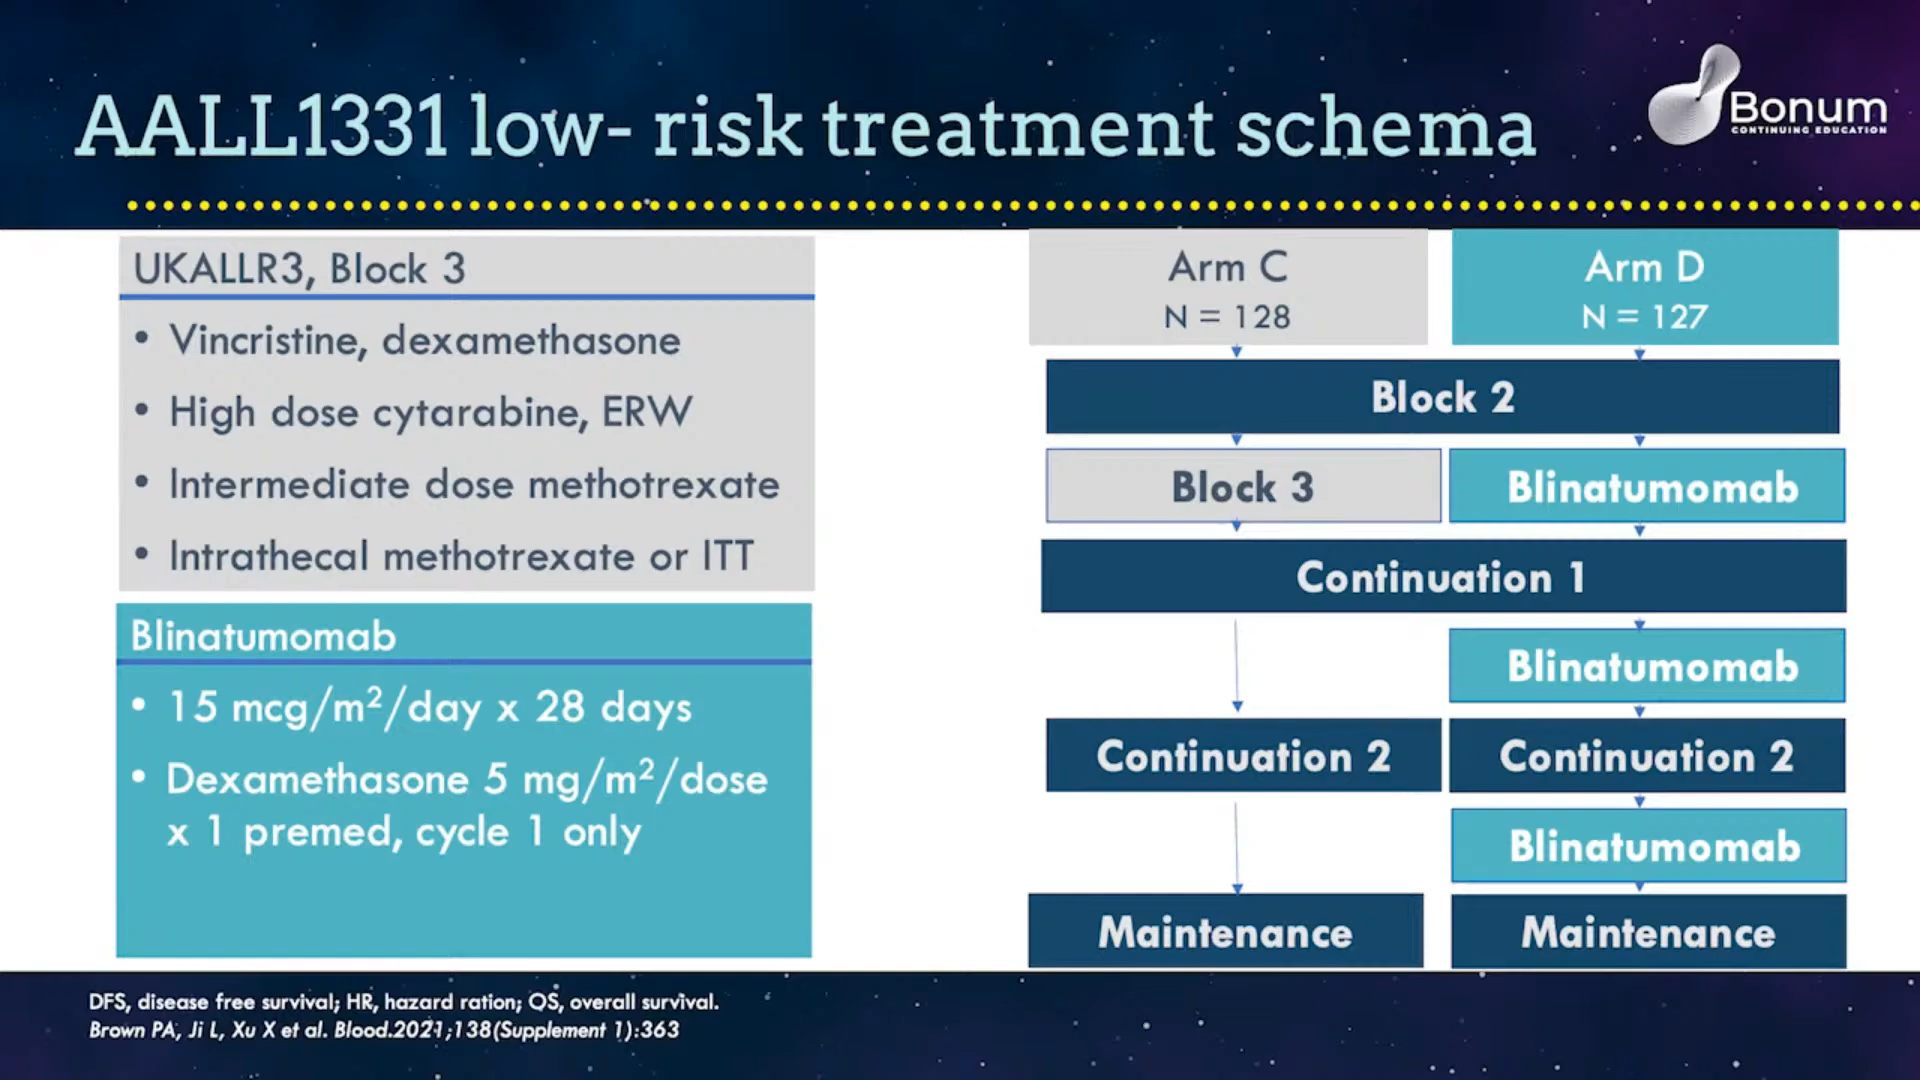 AALL1331 low- risk treatment schema
Bonum
CONTINUING EDUCATION
UKALLR3, Block 3
• Vincristine, dexamethasone
• High dose cytarabine, ERW
• Intermediate dose methotrexate
• Intrathecal methotrexate or ITT
Blinatumomab
• 15 mcg/m²/day x 28 days
• Dexamethasone 5 mg/m²/dose
x 1 premed, cycle 1 only
Arm C
N = 128
Arm D
N = 127
Block 2
Block 3
Blinatumomab
Continuation 1
Blinatumomab
Continuation 2
Continuation 2
Blinatumomab
Maintenance
Maintenance
DFS, disease free survival; HR, hazard ration; OS, overall survival.
Brown PA, Ji L, Xu X et al. Blood.2021;138(Supplement 1):363